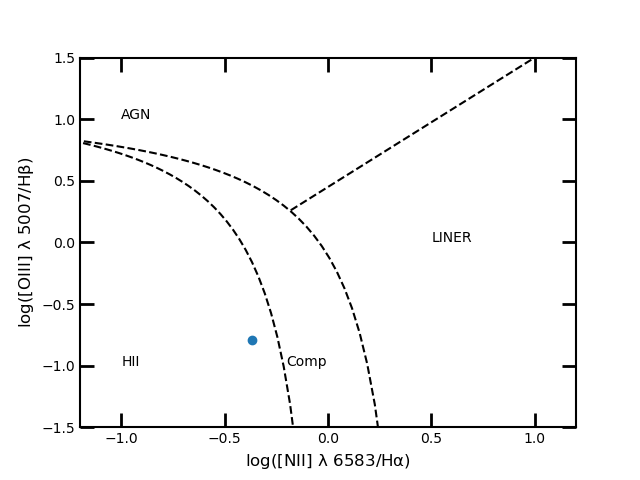 1.5
1.0
0.5
0.0
−0.5
−1.0
−1.5
log([OIII] λ 5007/Hβ)
AGN
LINER
HII
Comp
−1.0 −0.5 0.0 0.5 1.0
log([NII] λ 6583/Hα)